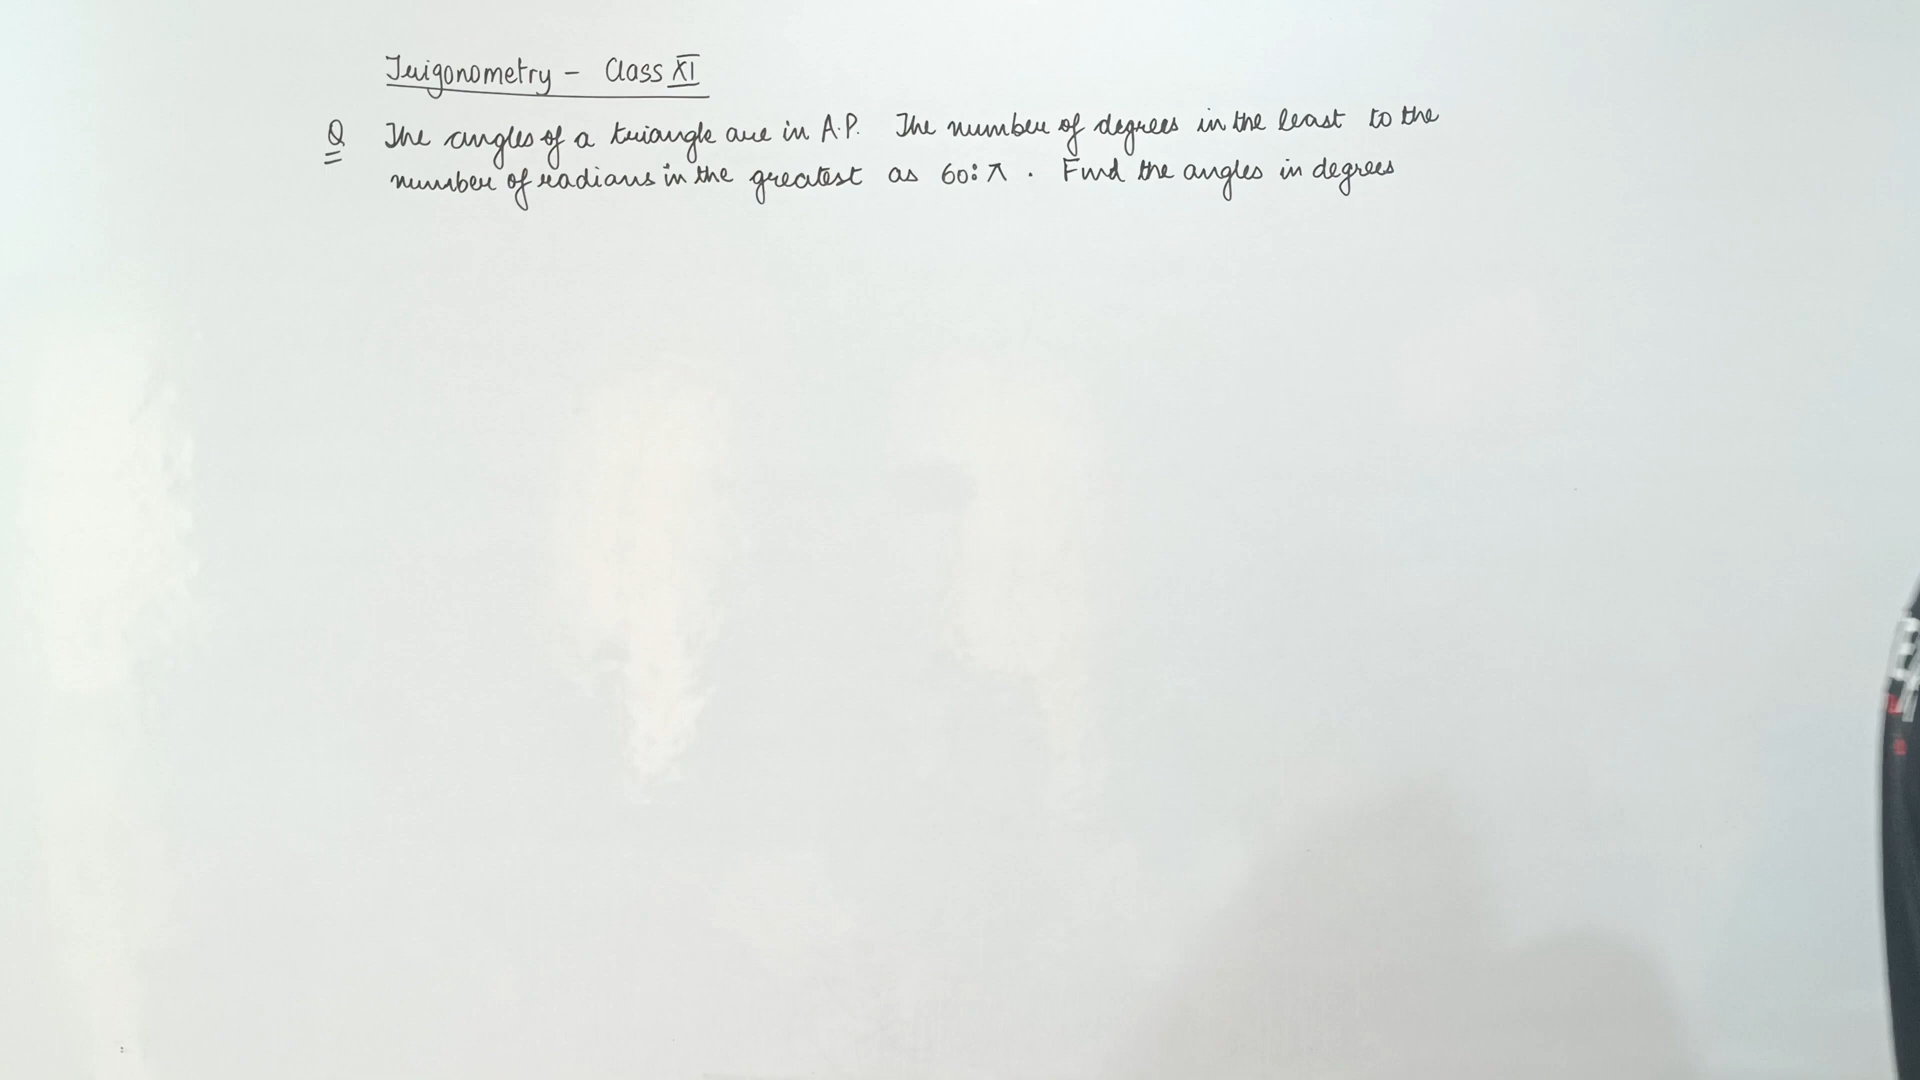 Trigonometry - Class XI
Q The angles of a triangle are in A.P. The number of degrees in the least to the
number of radians in the greatest as 60:π. Find the angles in degrees